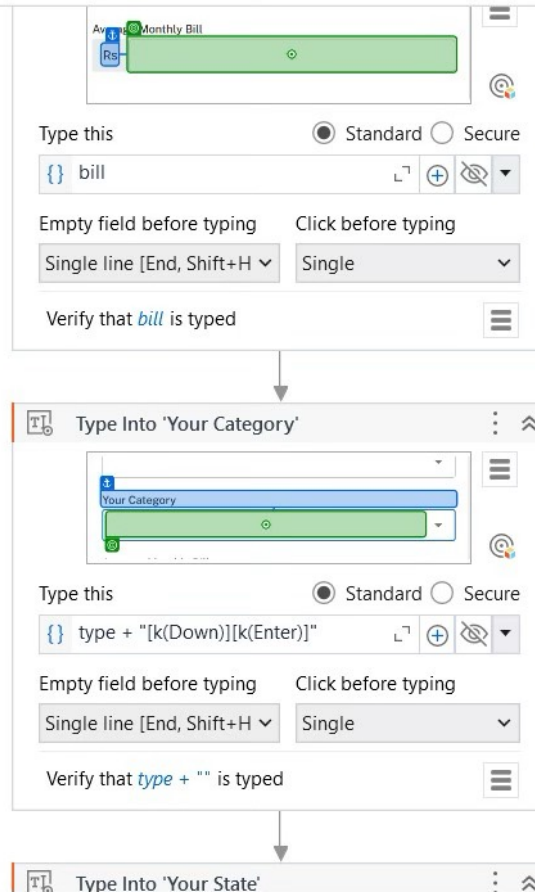 Average Monthly Bill
Rs
Type this Standard Secure
{} bill
Empty field before typing Click before typing
Single line [End, Shift+H Single
Verify that bill is typed
Type Into 'Your Category'
Your Category
Type this Standard Secure
{} type + "[k(Down)][k(Enter)]"
Empty field before typing Click before typing
Single line [End, Shift+H Single
Verify that type + "" is typed
Type Into 'Your State'